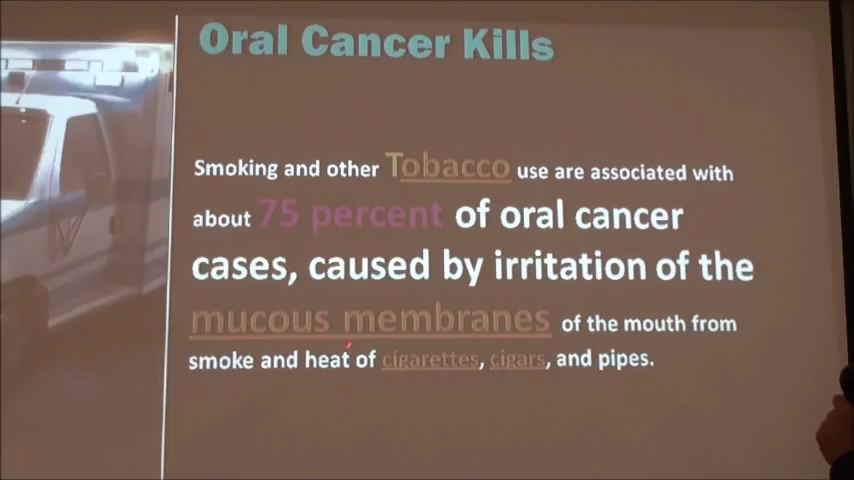 Oral Cancer Kills
Smoking and other Tobacco use are associated with
about 75 percent of oral cancer
cases, caused by irritation of the
mucous membranes of the mouth from
smoke and heat of cigarettes, cigars, and pipes.